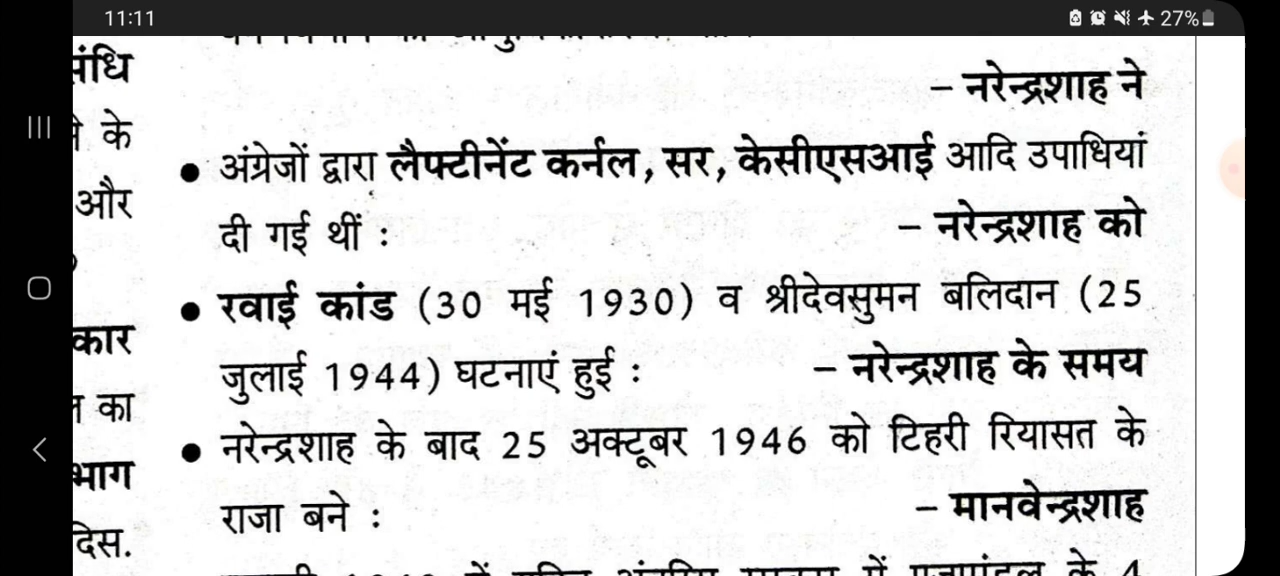 11:11
27%
संधि
के
और
कार
का
भाग
दिस.
– नरेन्द्रशाह ने
● अंग्रेजों द्वारा लैफ्टीनेंट कर्नल, सर, केसीएसआई आदि उपाधियां
दी गई थीं : – नरेन्द्रशाह को
● रवाई कांड (30 मई 1930) व श्रीदेवसुमन बलिदान (25
जुलाई 1944) घटनाएं हुई : – नरेन्द्रशाह के समय
● नरेन्द्रशाह के बाद 25 अक्टूबर 1946 को टिहरी रियासत के
राजा बने : – मानवेन्द्रशाह